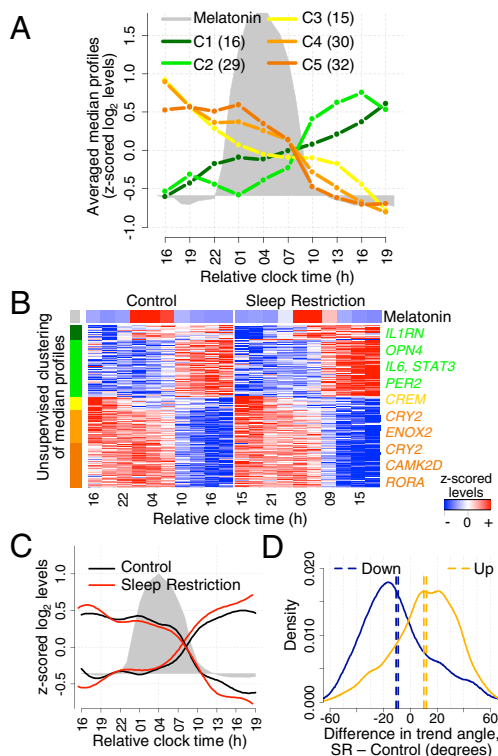 A
Melatonin
C1 (16)
C2 (29)
C3 (15)
C4 (30)
C5 (32)
Averaged median profiles
(z-scored log2 levels)
1.5
1.0
0.5
0.0
-0.5
-1.0
16 19 22 01 04 07 10 13 16 19
Relative clock time (h)
B
Control Sleep Restriction
Melatonin
Unsupervised clustering
of median profiles
IL1RN
OPN4
IL6, STAT3
PER2
CREM
CRY2
ENOX2
CRY2
CAMK2D
RORA
16 22 04 10 16 15 21 03 09 15
Relative clock time (h)
z-scored
levels
- 0 +
C
Control
Sleep Restriction
z-scored log2 levels
1.0
0.5
0.0
-0.5
16 19 22 01 04 07 10 13 16 19
Relative clock time (h)
D
Down Up
Density
0.020
0.010
0.000
-60 -20 0 20 60
Difference in trend angle,
SR – Control (degrees)